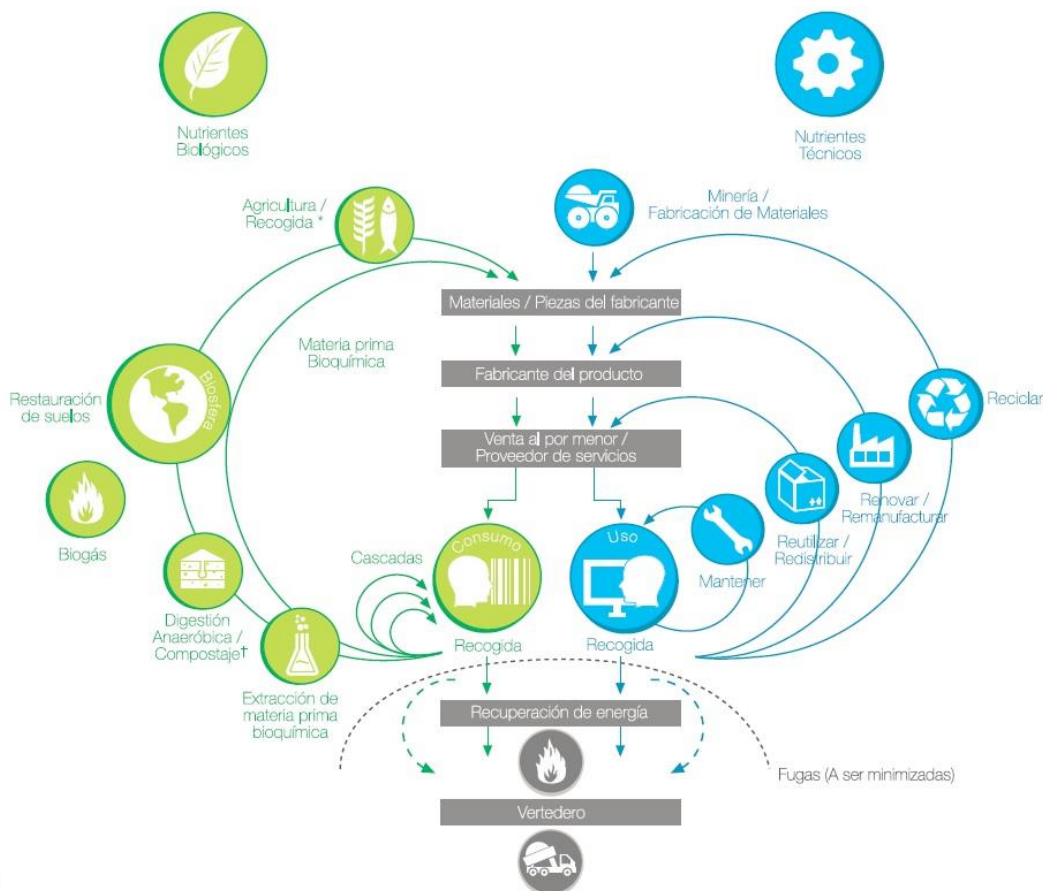 Nutrientes
Biológicos
Nutrientes
Técnicos
Agricultura /
Recogida *
Minería /
Fabricación de Materiales
Materiales / Piezas del fabricante
Materia prima
Bioquímica
Fabricante del producto
Biosfera
Restauración
de suelos
Reciclar
Venta al por menor /
Proveedor de servicios
Renovar /
Remanufacturar
Biogás
Consumo
Uso
Reutilizar /
Redistribuir
Cascadas
Mantener
Digestión
Anaeróbica /
Compostaje†
Recogida
Recogida
Extracción de
materia prima
bioquímica
Recuperación de energía
Fugas (A ser minimizadas)
Vertedero